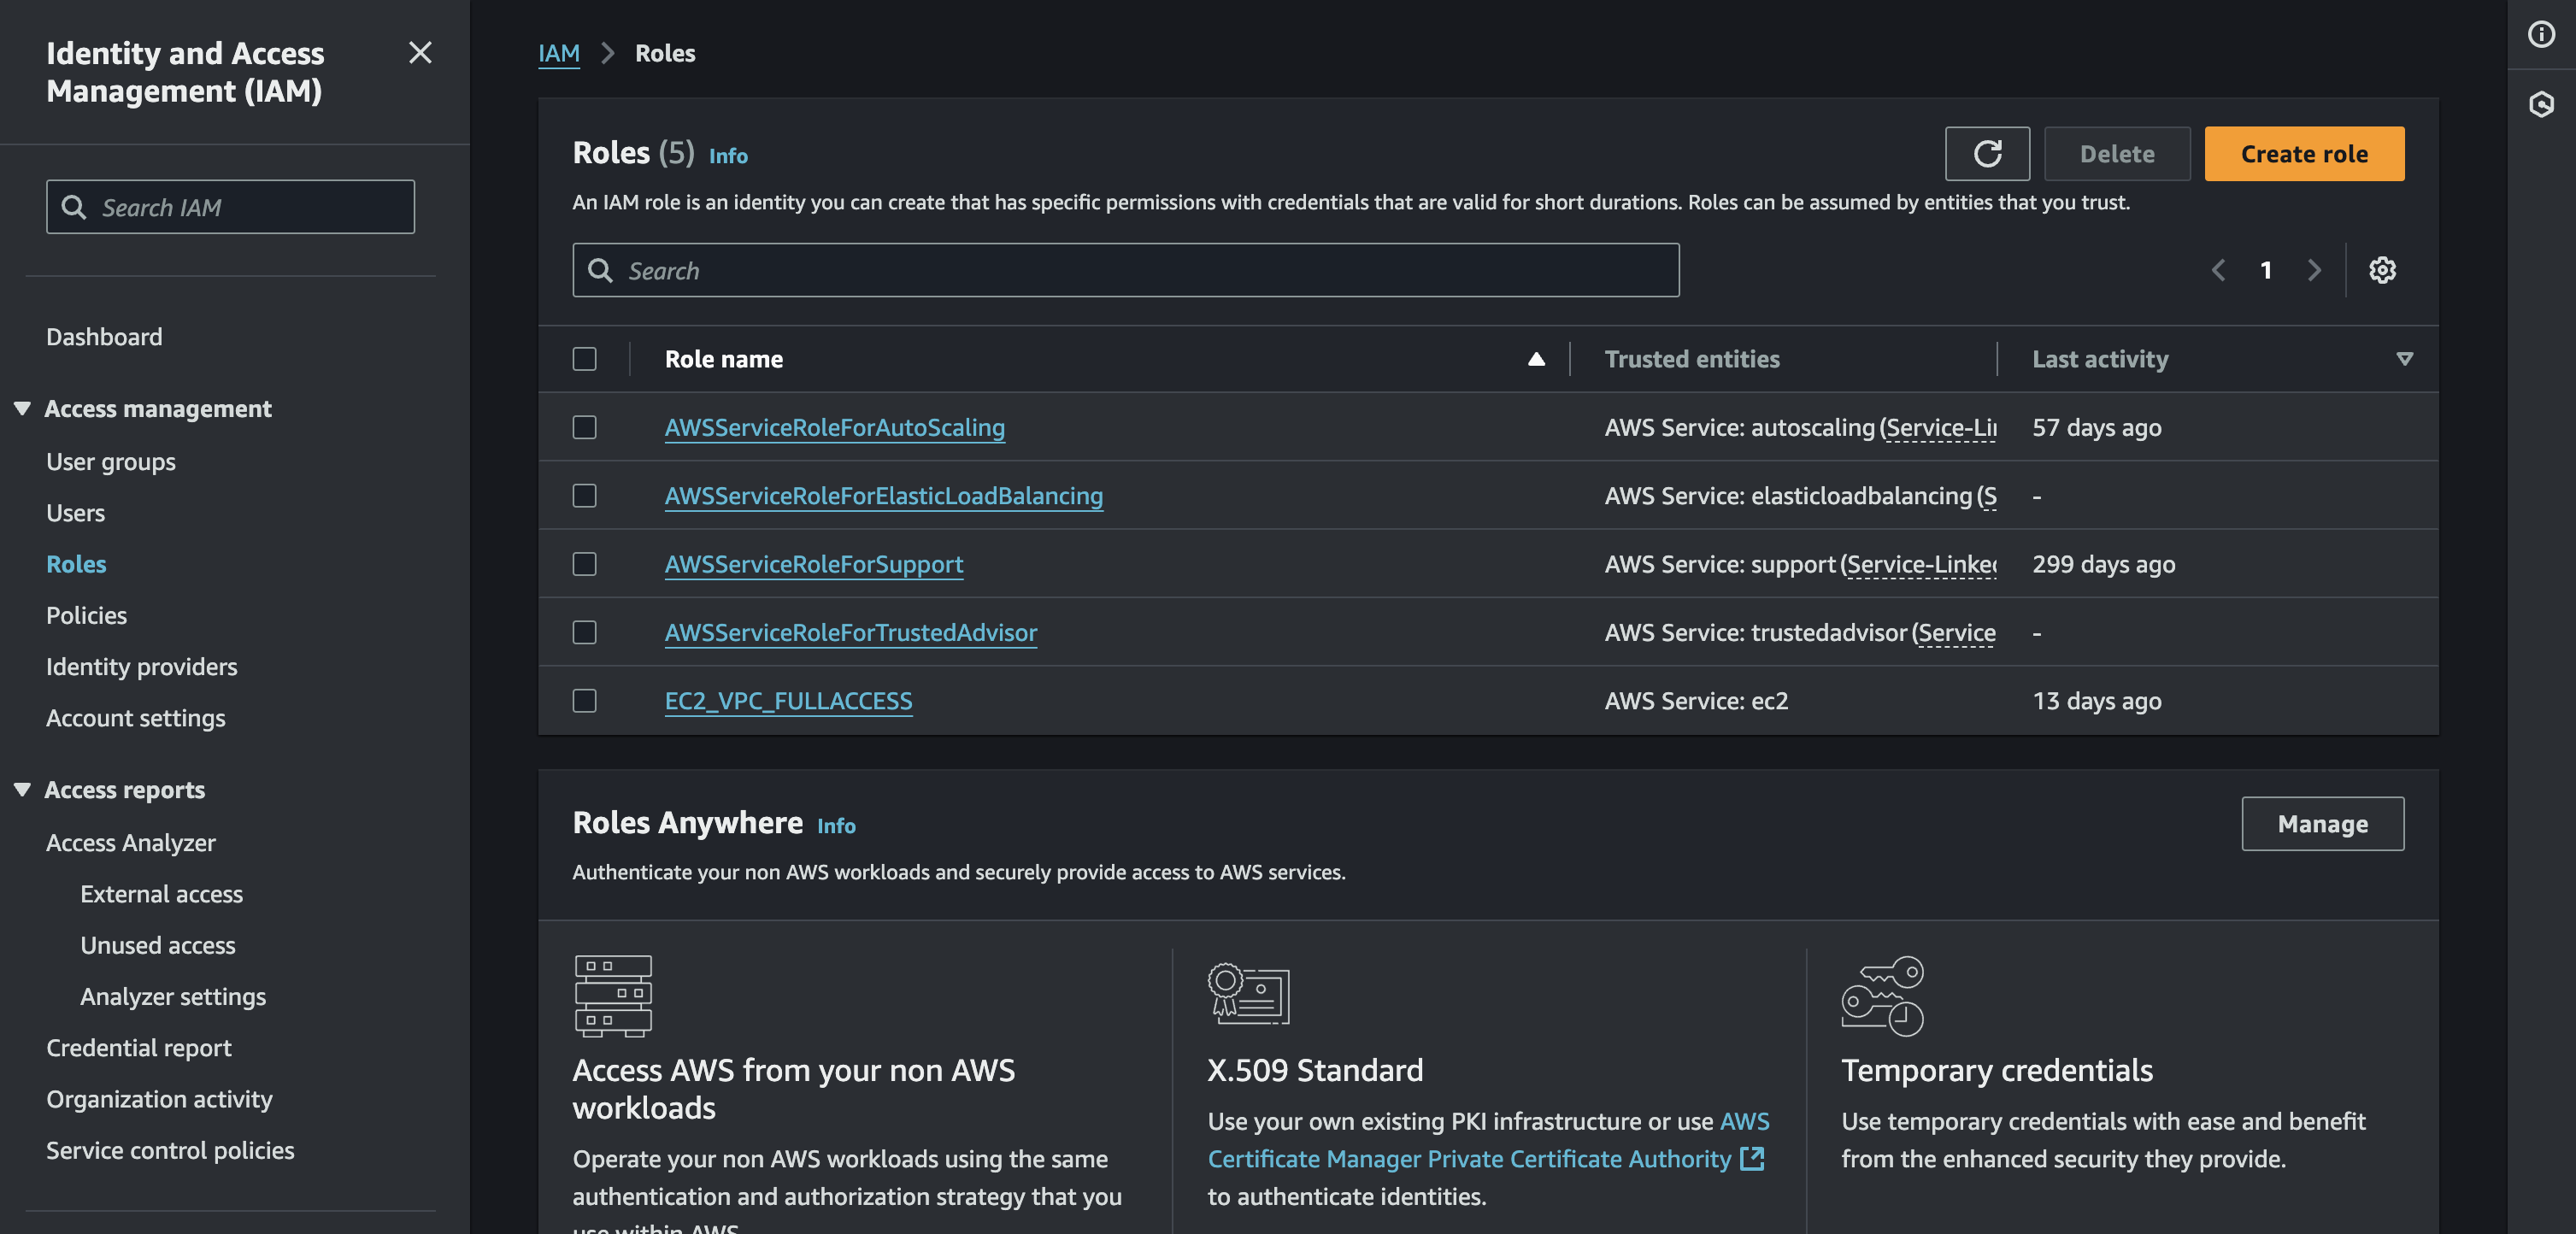 Identity and Access
Management (IAM)
Search IAM
Dashboard
Access management
User groups
Users
Roles
Policies
Identity providers
Account settings
Access reports
Access Analyzer
External access
Unused access
Analyzer settings
Credential report
Organization activity
Service control policies
IAM > Roles
Roles (5) Info
Delete
Create role
An IAM role is an identity you can create that has specific permissions with credentials that are valid for short durations. Roles can be assumed by entities that you trust.
Search
1
Role name Trusted entities Last activity
AWSServiceRoleForAutoScaling AWS Service: autoscaling (Service-Li 57 days ago
AWSServiceRoleForElasticLoadBalancing AWS Service: elasticloadbalancing (S -
AWSServiceRoleForSupport AWS Service: support (Service-Linke 299 days ago
AWSServiceRoleForTrustedAdvisor AWS Service: trustedadvisor (Service -
EC2_VPC_FULLACCESS AWS Service: ec2 13 days ago
Roles Anywhere Info
Manage
Authenticate your non AWS workloads and securely provide access to AWS services.
Access AWS from your non AWS
workloads
Operate your non AWS workloads using the same
authentication and authorization strategy that you
use within AWS.
X.509 Standard
Use your own existing PKI infrastructure or use AWS
Certificate Manager Private Certificate Authority
to authenticate identities.
Temporary credentials
Use temporary credentials with ease and benefit
from the enhanced security they provide.